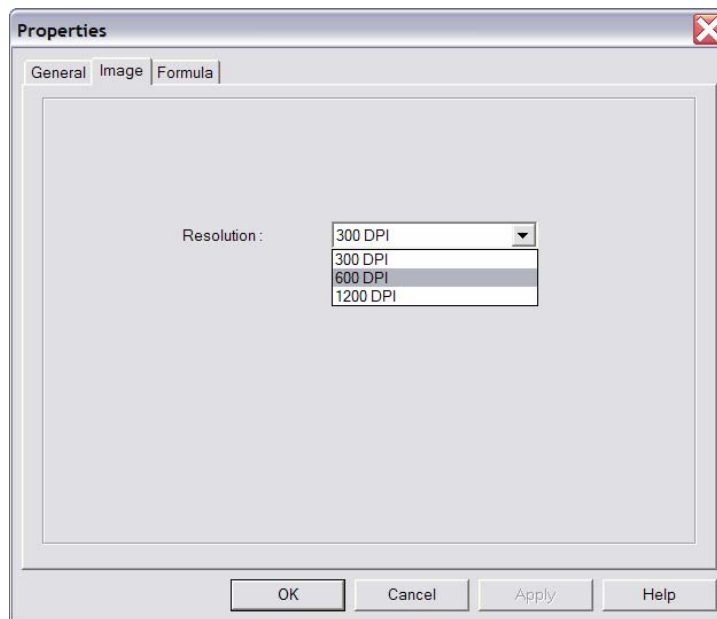 Properties
General Image Formula
Resolution : 300 DPI
300 DPI
600 DPI
1200 DPI
OK Cancel Apply Help